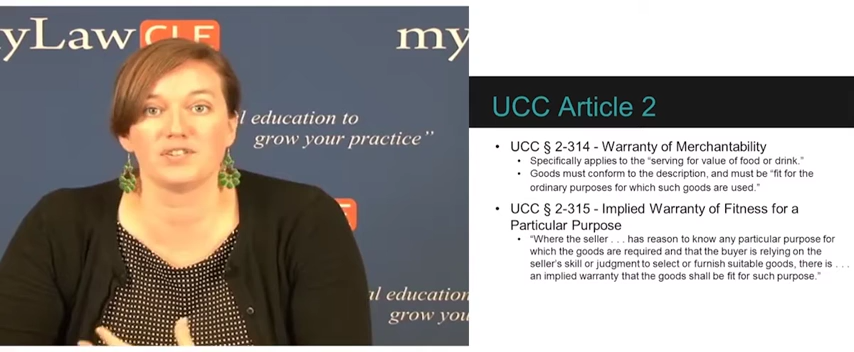 yLaw CLE
my
l education to
grow your practice”
al education
grow you
UCC Article 2
• UCC § 2-314 - Warranty of Merchantability
• Specifically applies to the “serving for value of food or drink.”
• Goods must conform to the description, and must be “fit for the
ordinary purposes for which such goods are used.”
• UCC § 2-315 - Implied Warranty of Fitness for a
Particular Purpose
• “Where the seller . . . has reason to know any particular purpose for
which the goods are required and that the buyer is relying on the
seller’s skill or judgment to select or furnish suitable goods, there is . . .
an implied warranty that the goods shall be fit for such purpose.”